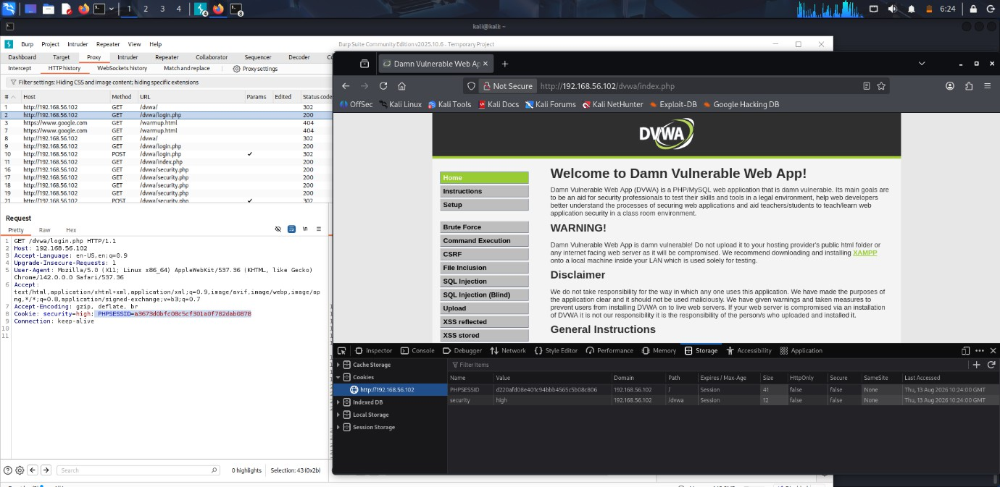 1 2 3 4 4 8 6:24
kali@kali: ~
Burp Project Intruder Repeater View Help Burp Suite Community Edition v2025.10.6 - Temporary Project
Dashboard Target Proxy Intruder Repeater Collaborator Sequencer Decoder
Intercept HTTP history WebSockets history Match and replace Proxy settings
Filter settings: Hiding CSS and image content; hiding specific extensions
# Host Method URL Params Edited Status code
1 http://192.168.56.102 GET /dvwa/ 302
2 http://192.168.56.102 GET /dvwa/login.php 200
3 https://www.google.com GET /warmup.html 404
7 https://www.google.com GET /warmup.html 404
8 http://192.168.56.102 GET /dvwa/ 302
9 http://192.168.56.102 GET /dvwa/login.php 200
10 http://192.168.56.102 POST /dvwa/login.php ✓ 302
11 http://192.168.56.102 GET /dvwa/index.php 200
16 http://192.168.56.102 GET /dvwa/security.php 200
17 http://192.168.56.102 GET /dvwa/security.php 200
18 http://192.168.56.102 GET /dvwa/security.php 200
19 http://192.168.56.102 GET /dvwa/security.php 200
21 http://192.168.56.102 POST /dvwa/security.php ✓ 302
Request
Pretty Raw Hex \n
1 GET /dvwa/login.php HTTP/1.1
2 Host: 192.168.56.102
3 Accept-Language: en-US,en;q=0.9
4 Upgrade-Insecure-Requests: 1
5 User-Agent: Mozilla/5.0 (X11; Linux x86_64) AppleWebKit/537.36 (KHTML, like Gecko)
Chrome/142.0.0.0 Safari/537.36
6 Accept:
text/html,application/xhtml+xml,application/xml;q=0.9,image/avif,image/webp,image/ap
ng,*/*;q=0.8,application/signed-exchange;v=b3;q=0.7
7 Accept-Encoding: gzip, deflate, br
8 Cookie: security=high; PHPSESSID=a3673d0bfc08c5cf301a0f782dab0878
9 Connection: keep-alive
10
11
Search 0 highlights Selection: 43 (0x2b)
Damn Vulnerable Web Ap
Not Secure http://192.168.56.102/dvwa/index.php
OffSec Kali Linux Kali Tools Kali Docs Kali Forums Kali NetHunter Exploit-DB Google Hacking DB
DVWA
Home
Instructions
Setup
Brute Force
Command Execution
CSRF
File Inclusion
SQL Injection
SQL Injection (Blind)
Upload
XSS reflected
XSS stored
Welcome to Damn Vulnerable Web App!
Damn Vulnerable Web App (DVWA) is a PHP/MySQL web application that is damn vulnerable. Its main goals are
to be an aid for security professionals to test their skills and tools in a legal environment, help web developers
better understand the processes of securing web applications and aid teachers/students to teach/learn web
application security in a class room environment.
WARNING!
Damn Vulnerable Web App is damn vulnerable! Do not upload it to your hosting provider's public html folder or
any internet facing web server as it will be compromised. We recommend downloading and installing XAMPP
onto a local machine inside your LAN which is used solely for testing.
Disclaimer
We do not take responsibility for the way in which any one uses this application. We have made the purposes of
the application clear and it should not be used maliciously. We have given warnings and taken measures to
prevent users from installing DVWA on to live web servers. If your web server is compromised via an installation
of DVWA it is not our responsibility it is the responsibility of the person/s who uploaded and installed it.
General Instructions
Inspector Console Debugger Network Style Editor Performance Memory Storage Accessibility Application
Cache Storage
Cookies
http://192.168.56.102
Indexed DB
Local Storage
Session Storage
Filter Items
Name Value Domain Path Expires / Max-Age Size HttpOnly Secure SameSite Last Accessed
PHPSESSID d220afd08e401c94bbb4565c5b08c806 192.168.56.102 / Session 41 false false None Thu, 13 Aug 2026 10:24:00 GMT
security high 192.168.56.102 /dvwa Session 12 false false None Thu, 13 Aug 2026 10:24:00 GMT